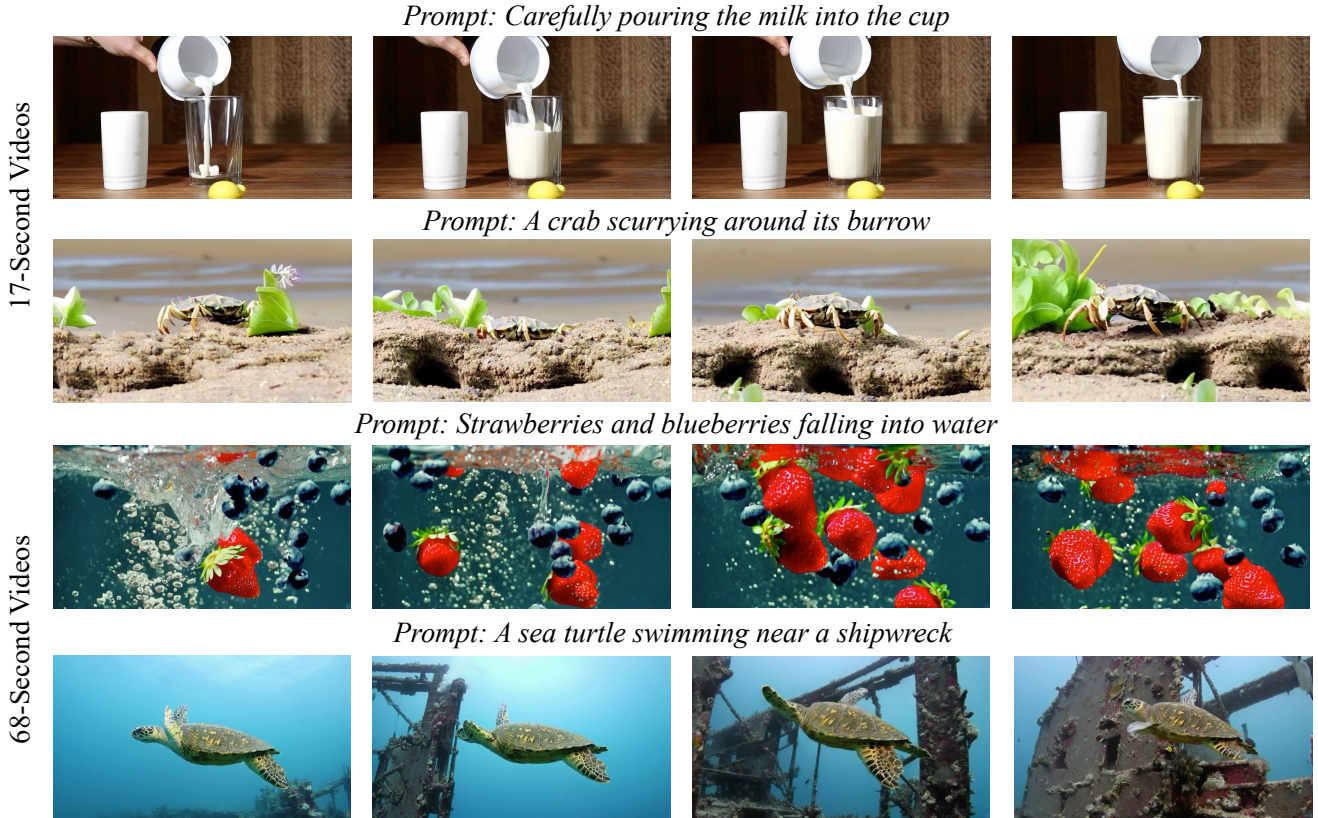 Prompt: Carefully pouring the milk into the cup
17-Second Videos
Prompt: A crab scurrying around its burrow
Prompt: Strawberries and blueberries falling into water
68-Second Videos
Prompt: A sea turtle swimming near a shipwreck